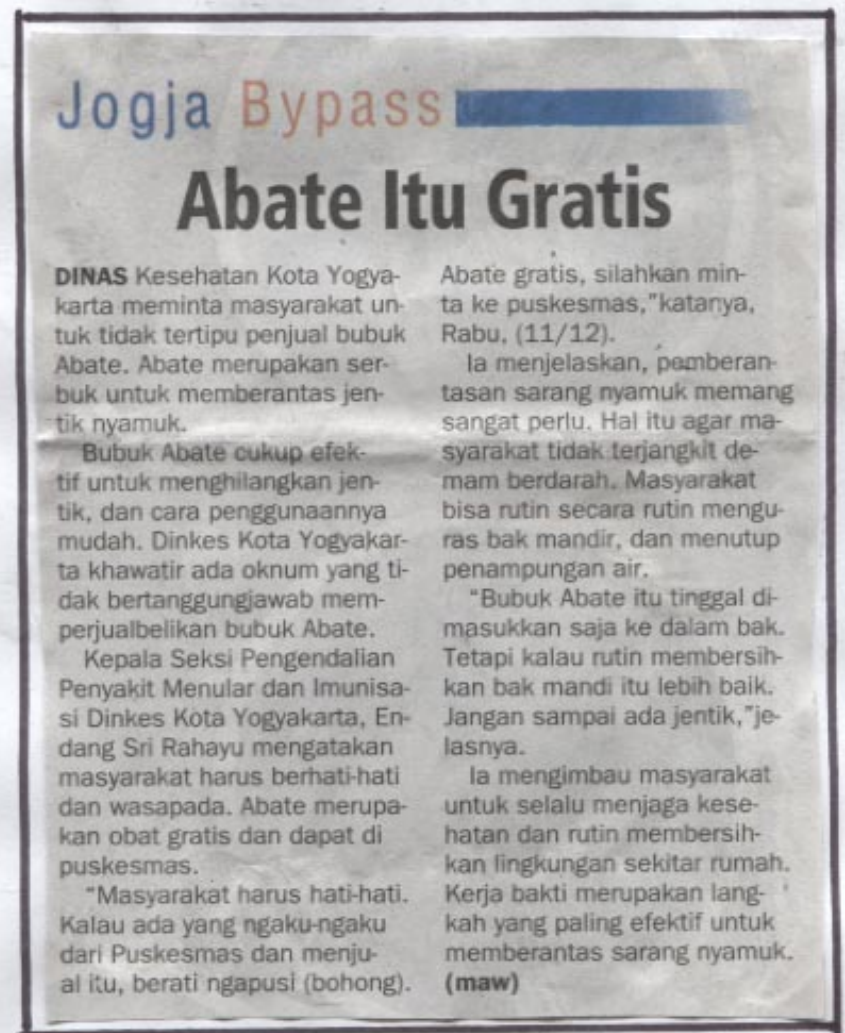 Jogja Bypass
Abate Itu Gratis
DINAS Kesehatan Kota Yogya-
karta meminta masyarakat un-
tuk tidak tertipu penjual bubuk
Abate. Abate merupakan ser-
buk untuk memberantas jen-
tik nyamuk.
Bubuk Abate cukup efek-
tif untuk menghilangkan jen-
tik, dan cara penggunaannya
mudah. Dinkes Kota Yogyakar-
ta khawatir ada oknum yang ti-
dak bertanggungjawab mem-
perjualbelikan bubuk Abate.
Kepala Seksi Pengendalian
Penyakit Menular dan Imunisa-
si Dinkes Kota Yogyakarta, En-
dang Sri Rahayu mengatakan
masyarakat harus berhati-hati
dan wasapada. Abate merupa-
kan obat gratis dan dapat di
puskesmas.
"Masyarakat harus hati-hati.
Kalau ada yang ngaku-ngaku
dari Puskesmas dan menju-
al itu, berati ngapusi (bohong).
Abate gratis, silahkan min-
ta ke puskesmas,"katanya,
Rabu, (11/12).
Ia menjelaskan, pemberan-
tasan sarang nyamuk memang
sangat perlu. Hal itu agar ma-
syarakat tidak terjangkit de-
mam berdarah. Masyarakat
bisa rutin secara rutin mengu-
ras bak mandir, dan menutup
penampungan air.
"Bubuk Abate itu tinggal di-
masukkan saja ke dalam bak.
Tetapi kalau rutin membersih-
kan bak mandi itu lebih baik.
Jangan sampai ada jentik,"je-
lasnya.
Ia mengimbau masyarakat
untuk selalu menjaga kese-
hatan dan rutin membersih-
kan lingkungan sekitar rumah.
Kerja bakti merupakan lang-
kah yang paling efektif untuk
memberantas sarang nyamuk.
(maw)